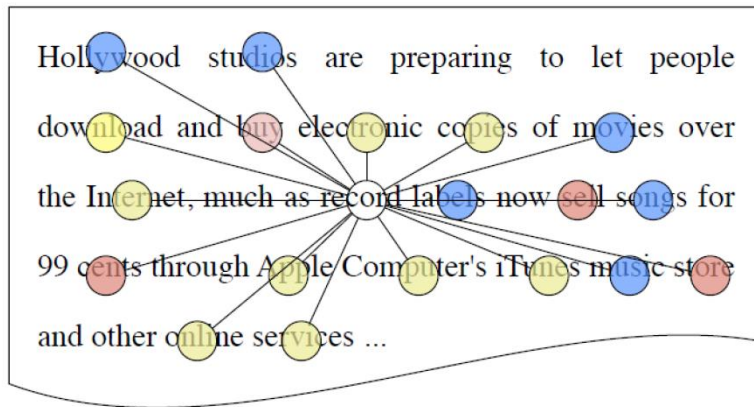 Hollywood studios are preparing to let people
download and buy electronic copies of movies over
the Internet, much as record labels now sell songs for
99 cents through Apple Computer's iTunes music store
and other online services ...